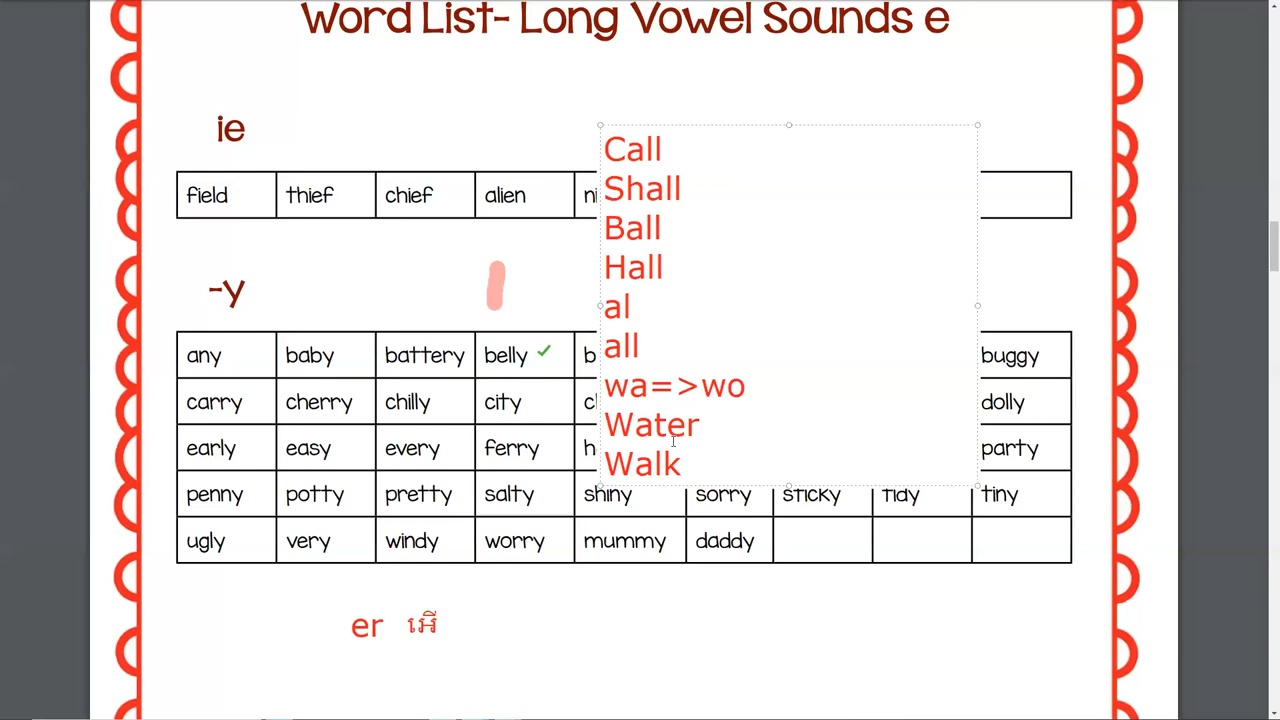 Word List- Long Vowel Sounds e
ie
field thief chief alien
-y
any baby battery belly buggy
carry cherry chilly city dolly
early easy every ferry party
penny potty pretty salty shiny sorry sticky tidy tiny
ugly very windy worry mummy daddy
Call
Shall
Ball
Hall
al
all
wa=>wo
Water
Walk
er អើ